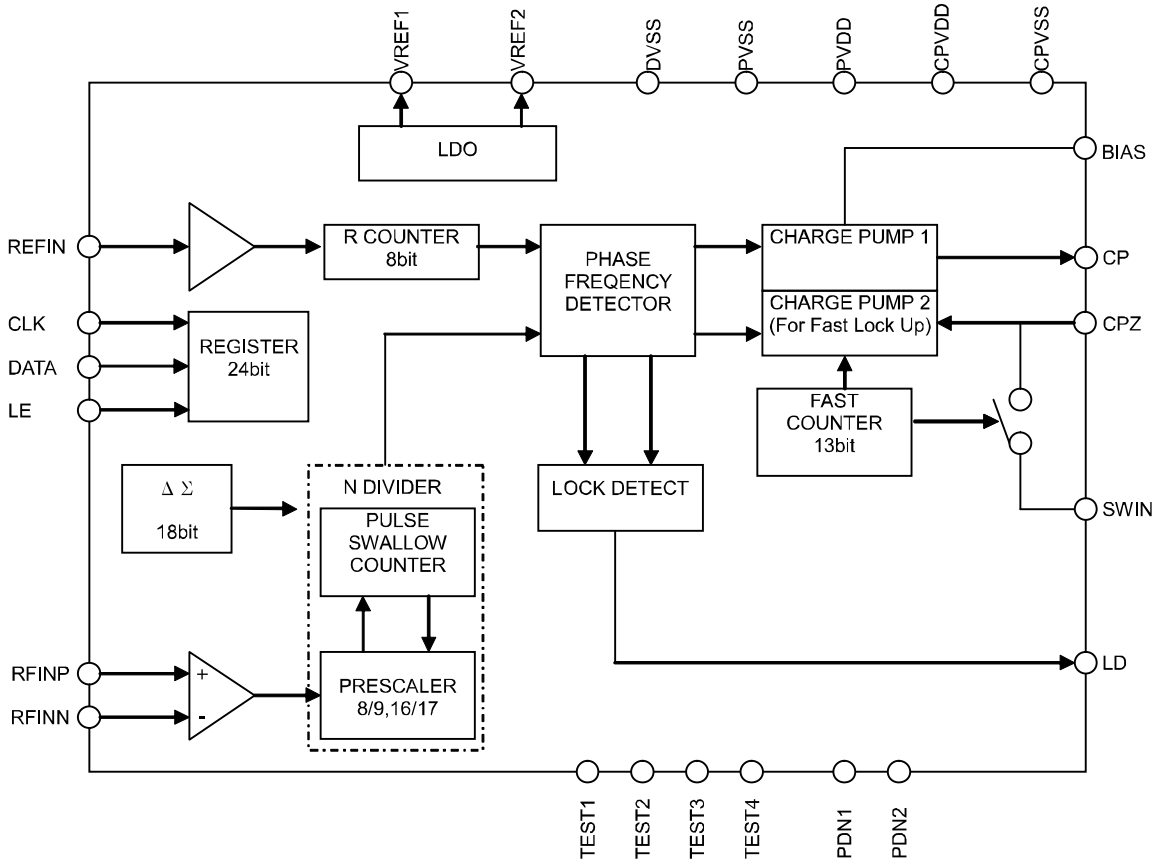 VREF1
VREF2
DVSS
PVSS
PVDD
CPVDD
CPVSS
LDO
BIAS
REFIN
R COUNTER
8bit
PHASE
FREQENCY
DETECTOR
CHARGE PUMP 1
CP
CHARGE PUMP 2
(For Fast Lock Up)
CPZ
CLK
DATA
LE
REGISTER
24bit
FAST
COUNTER
13bit
Δ Σ
18bit
N DIVIDER
PULSE
SWALLOW
COUNTER
LOCK DETECT
SWIN
RFINP
RFINN
+
-
PRESCALER
8/9,16/17
LD
TEST1
TEST2
TEST3
TEST4
PDN1
PDN2